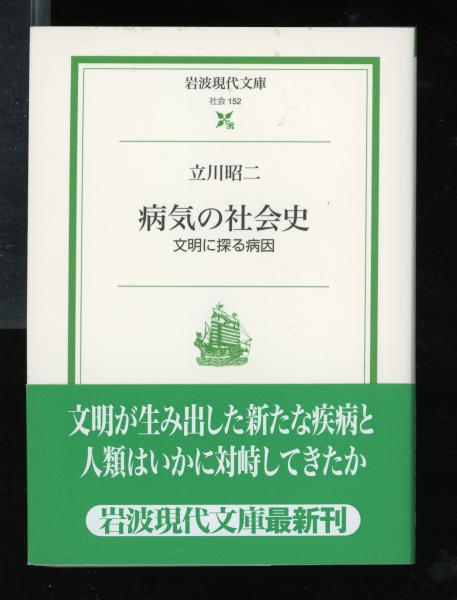 岩波現代文庫
社会 152
立川昭二
病気の社会史
文明に探る病因
文明が生み出した新たな疾病と
人類はいかに対峙してきたか
岩波現代文庫最新刊